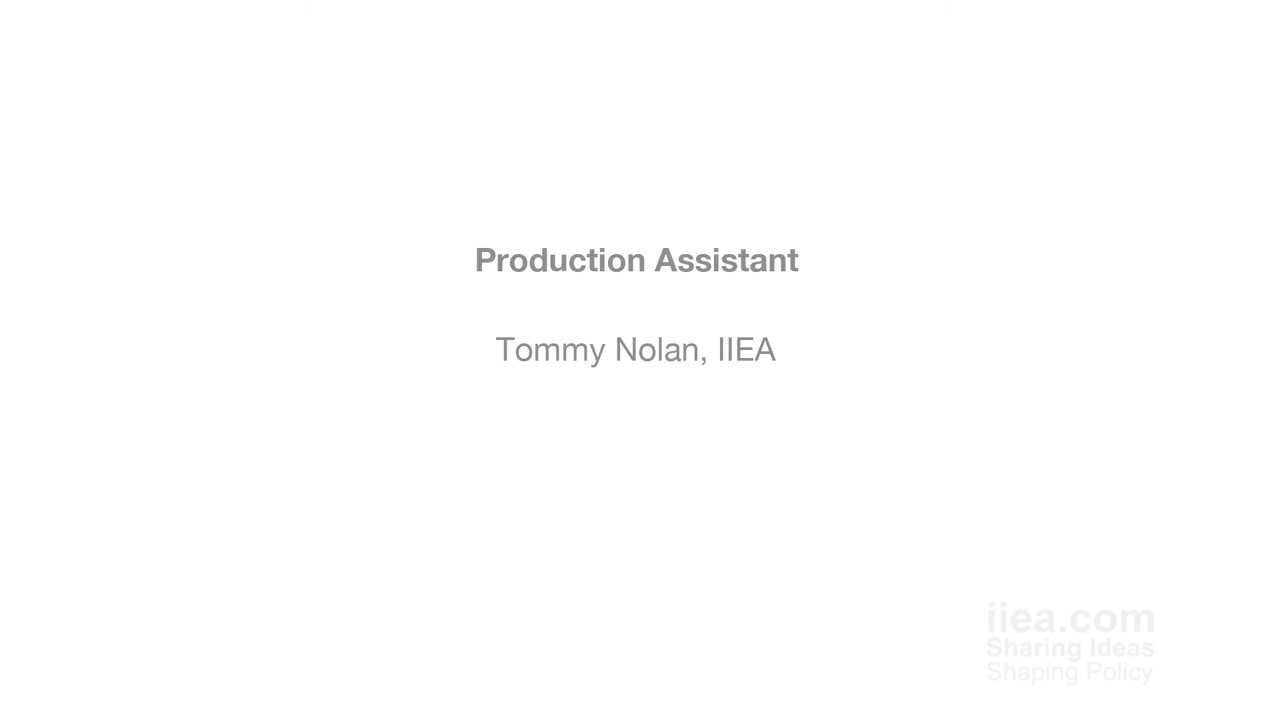 Production Assistant
Tommy Nolan, IIEA
iiea.com
Sharing Ideas
Shaping Policy